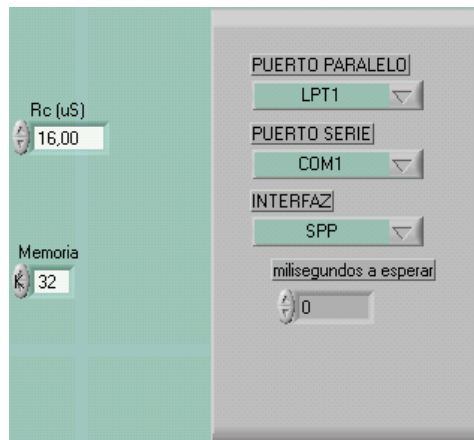 Rc (uS)
16,00
Memoria
32
PUERTO PARALELO
LPT1
PUERTO SERIE
COM1
INTERFAZ
SPP
milisegundos a esperar
0